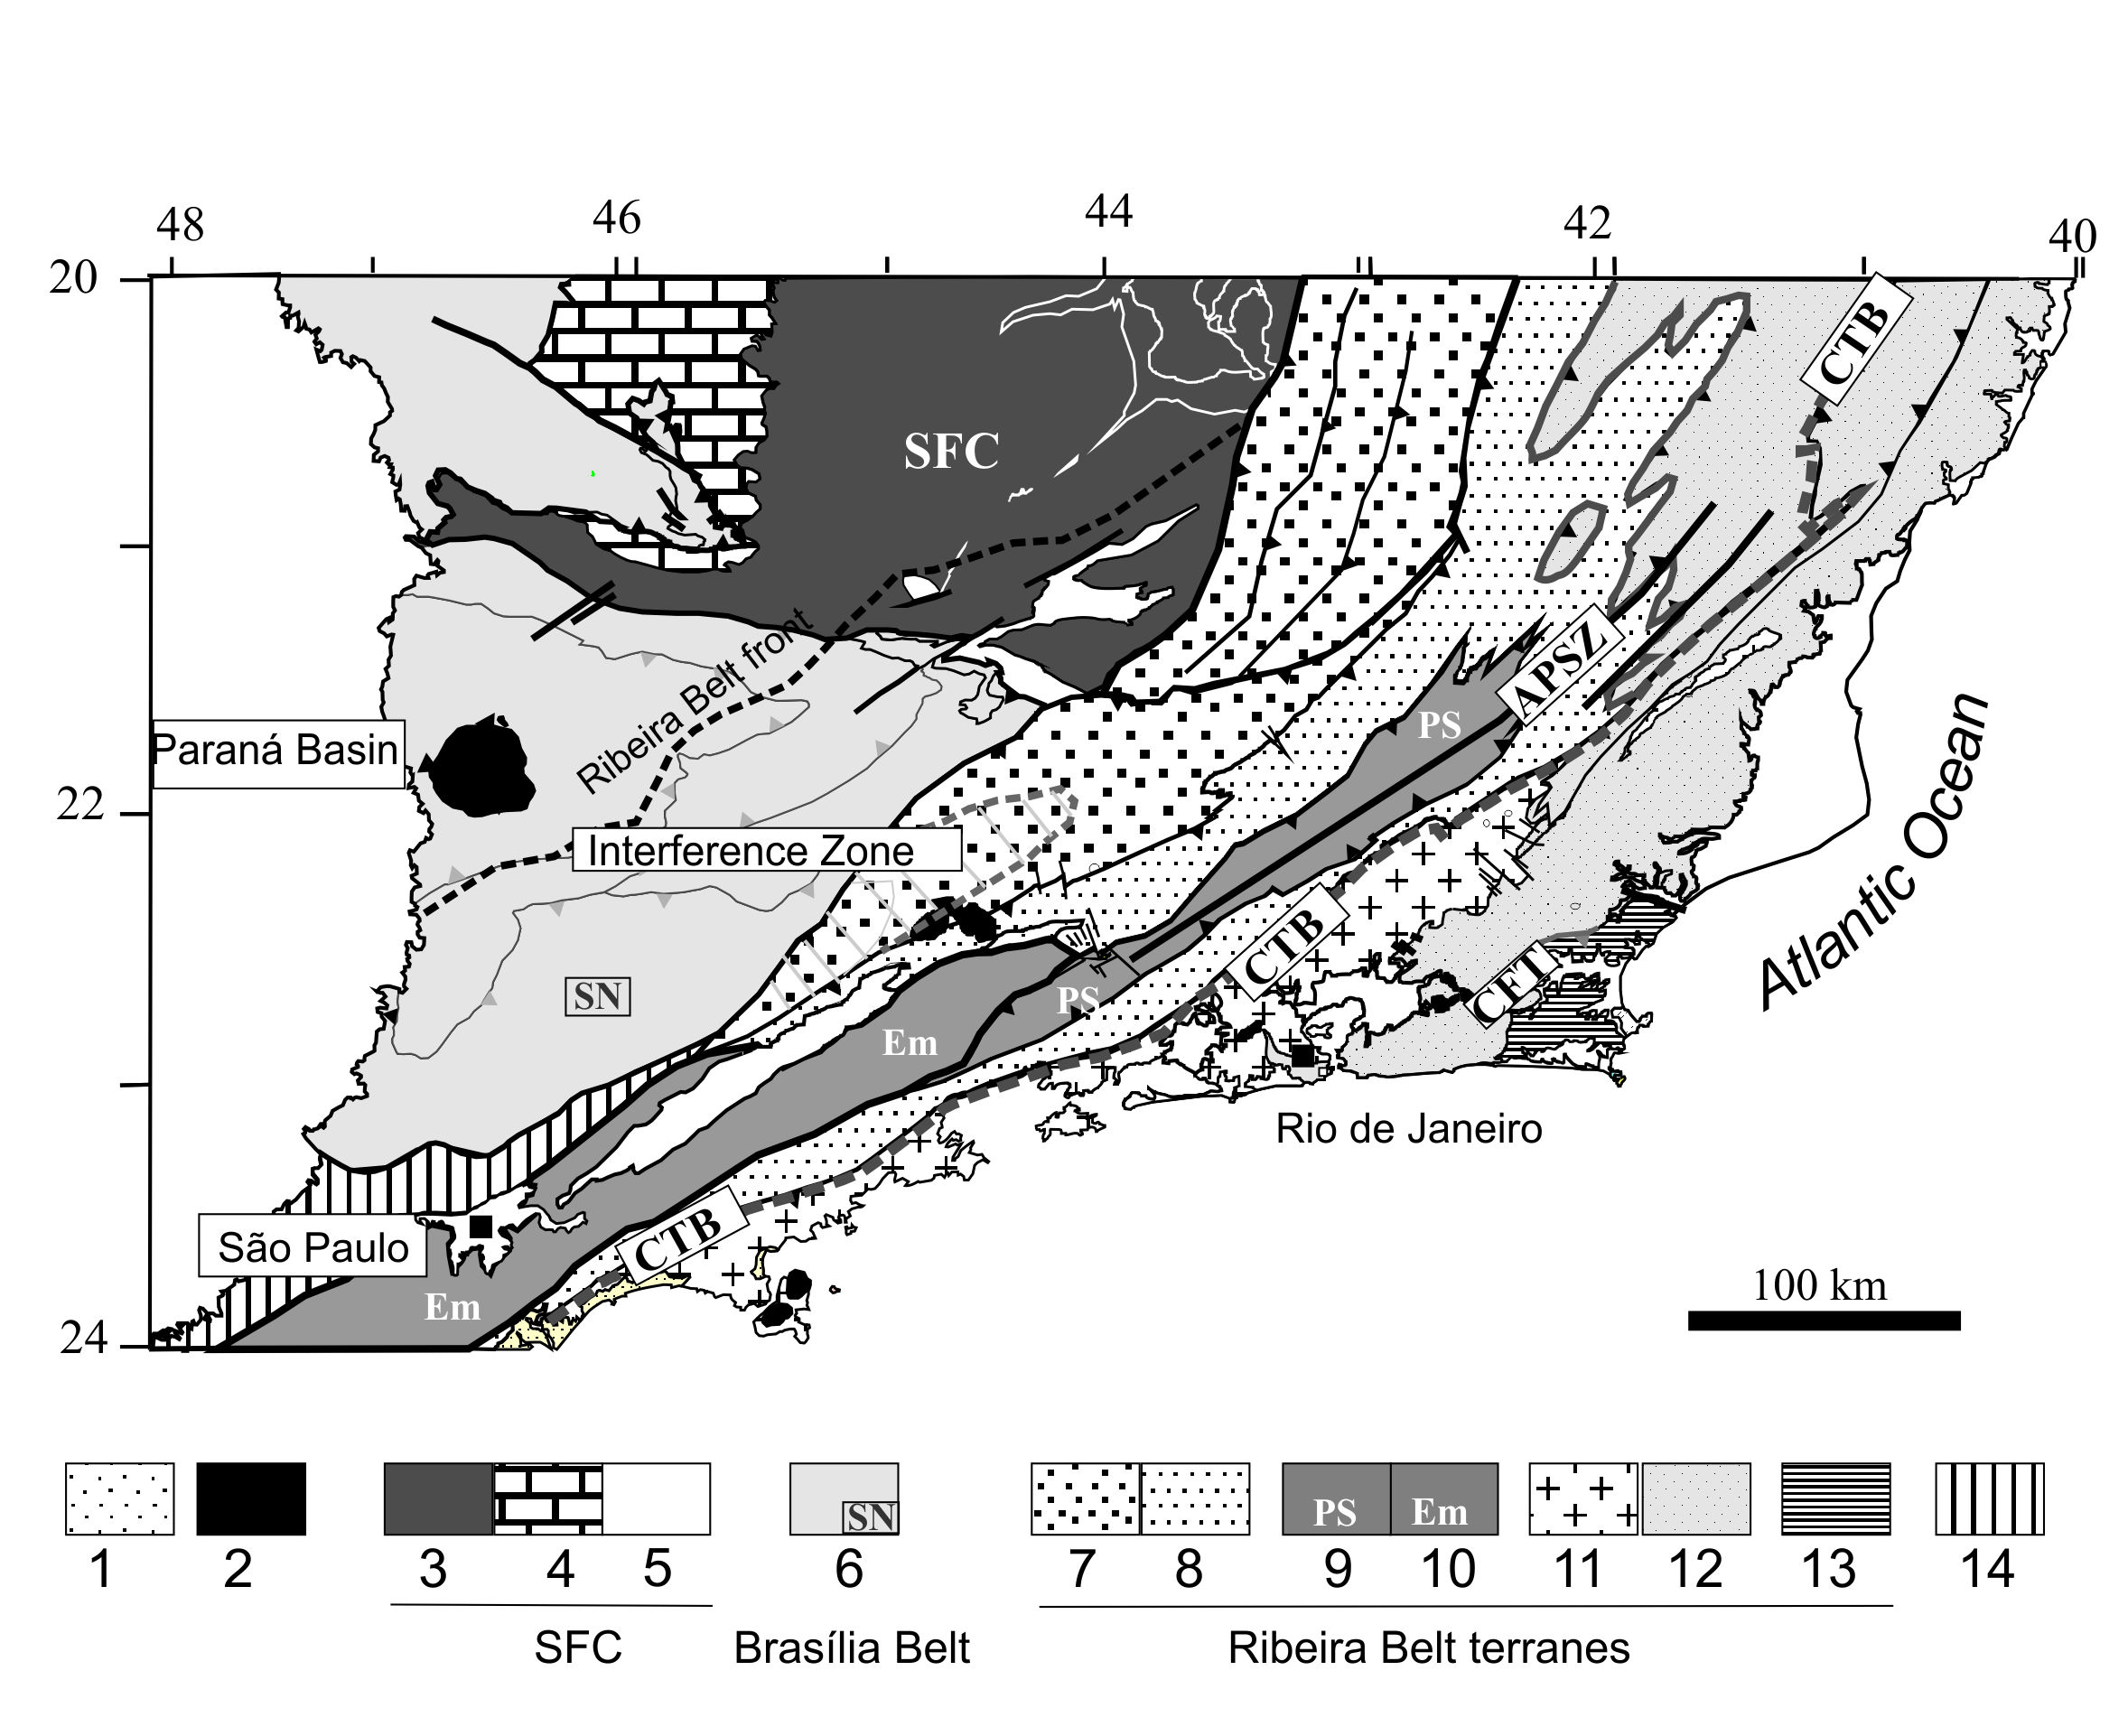 48
46
44
42
40
20
CTB
SFC
Ribeira Belt front
APSZ
PS
Paraná Basin
22
Interference Zone
Atlantic Ocean
CTB
SN
CFT
PS
Em
Rio de Janeiro
CTB
São Paulo
Em
100 km
24
SN
PS
Em
1
2
3
4
5
6
7
8
9
10
11
12
13
14
SFC
Brasília Belt
Ribeira Belt terranes